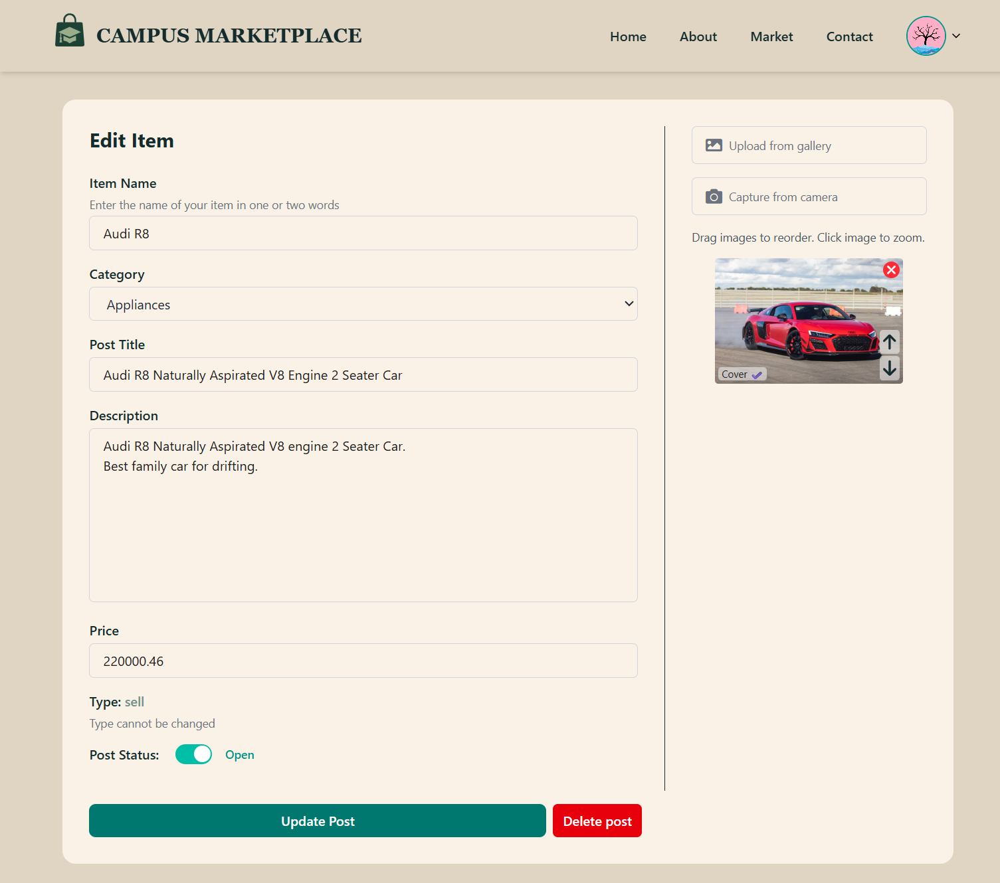 CAMPUS MARKETPLACE
Home
About
Market
Contact
Edit Item
Item Name
Enter the name of your item in one or two words
Audi R8
Category
Appliances
Post Title
Audi R8 Naturally Aspirated V8 Engine 2 Seater Car
Description
Audi R8 Naturally Aspirated V8 engine 2 Seater Car.
Best family car for drifting.
Price
220000.46
Type: sell
Type cannot be changed
Post Status: Open
Update Post
Delete post
Upload from gallery
Capture from camera
Drag images to reorder. Click image to zoom.
Cover